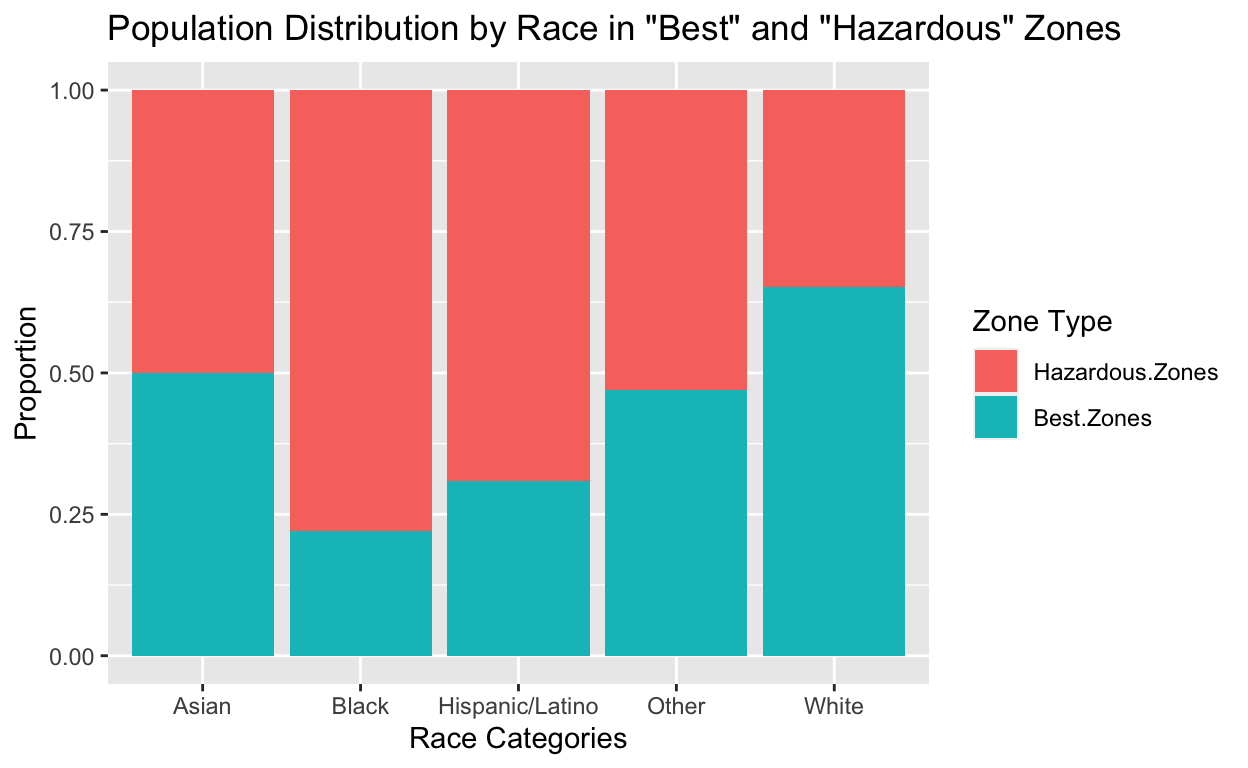 Population Distribution by Race in "Best" and "Hazardous" Zones
1.00
0.75
0.50
0.25
0.00
Proportion
Asian
Black
Hispanic/Latino
Other
White
Race Categories
Zone Type
Hazardous.Zones
Best.Zones